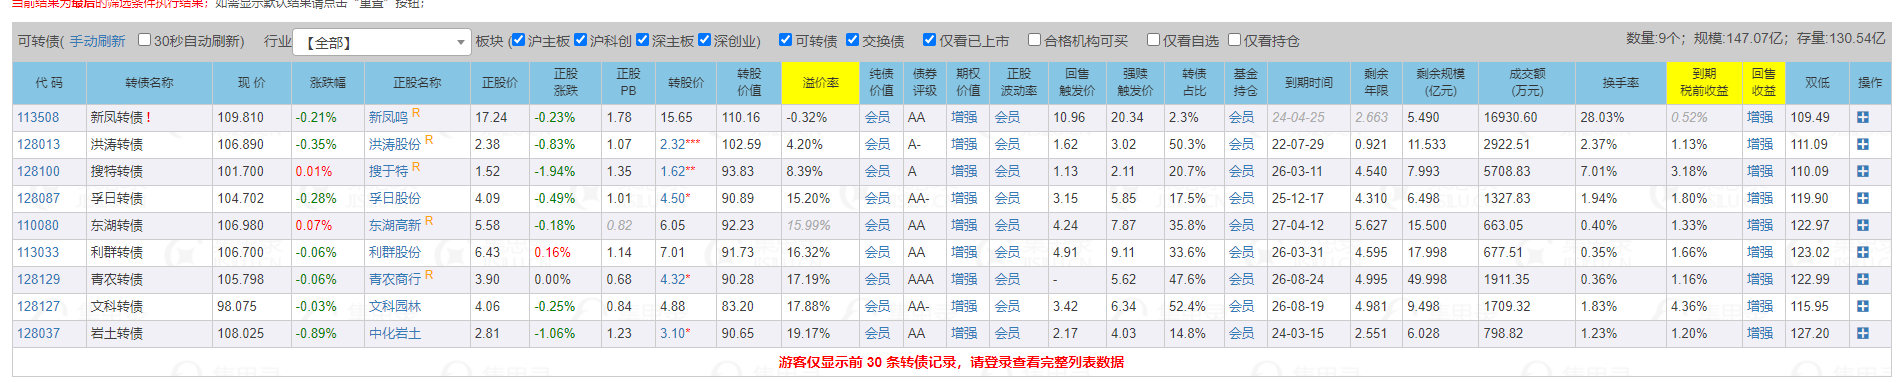 当前结果为最后的筛选条件执行结果；如需显示默认结果请点击“重置”按钮；
可转债( 手动刷新 30秒自动刷新) 行业 【全部】 板块 (沪主板 沪科创 深主板 深创业) 可转债 交换债 仅看已上市 合格机构可买 仅看自选 仅看持仓 数量:9个；规模:147.07亿；存量:130.54亿
代 码 转债名称 现 价 涨跌幅 正股名称 正股价 正股涨跌 正股PB 转股价 转股价值 溢价率 纯债价值 债券评级 期权价值 正股波动率 回售触发价 强赎触发价 转债占比 基金持仓 到期时间 剩余年限 剩余规模(亿元) 成交额(万元) 换手率 到期税前收益 回售收益 双低 操作
113508 新凤转债 ! 109.810 -0.21% 新凤鸣 R 17.24 -0.23% 1.78 15.65 110.16 -0.32% 会员 AA 增强 会员 10.96 20.34 2.3% 会员 24-04-25 2.663 5.490 16930.60 28.03% 0.52% 增强 109.49
128013 洪涛转债 106.890 -0.35% 洪涛股份 R 2.38 -0.83% 1.07 2.32*** 102.59 4.20% 会员 A- 增强 会员 1.62 3.02 50.3% 会员 22-07-29 0.921 11.533 2922.51 2.37% 1.13% 增强 111.09
128100 搜特转债 101.700 0.01% 搜于特 R 1.52 -1.94% 1.35 1.62** 93.83 8.39% 会员 A 增强 会员 1.13 2.11 20.7% 会员 26-03-11 4.540 7.993 5708.83 7.01% 3.18% 增强 110.09
128087 孚日转债 104.702 -0.28% 孚日股份 4.09 -0.49% 1.01 4.50* 90.89 15.20% 会员 AA- 增强 会员 3.15 5.85 17.5% 会员 25-12-17 4.310 6.498 1327.83 1.94% 1.80% 增强 119.90
110080 东湖转债 106.980 0.07% 东湖高新 R 5.58 -0.18% 0.82 6.05 92.23 15.99% 会员 AA 增强 会员 4.24 7.87 35.8% 会员 27-04-12 5.627 15.500 663.05 0.40% 1.33% 增强 122.97
113033 利群转债 106.700 -0.06% 利群股份 6.43 0.16% 1.14 7.01 91.73 16.32% 会员 AA 增强 会员 4.91 9.11 33.6% 会员 26-03-31 4.595 17.998 677.51 0.35% 1.66% 增强 123.02
128129 青农转债 105.798 -0.06% 青农商行 R 3.90 0.00% 0.68 4.32* 90.28 17.19% 会员 AAA 增强 会员 - 5.62 47.6% 会员 26-08-24 4.995 49.998 1911.35 0.36% 1.16% 增强 122.99
128127 文科转债 98.075 -0.03% 文科园林 4.06 -0.25% 0.84 4.88 83.20 17.88% 会员 AA- 增强 会员 3.42 6.34 52.4% 会员 26-08-19 4.981 9.498 1709.32 1.83% 4.36% 增强 115.95
128037 岩土转债 108.025 -0.89% 中化岩土 2.81 -1.06% 1.23 3.10* 90.65 19.17% 会员 AA 增强 会员 2.17 4.03 14.8% 会员 24-03-15 2.551 6.028 798.82 1.23% 1.20% 增强 127.20
游客仅显示前 30 条转债记录，请登录查看完整列表数据